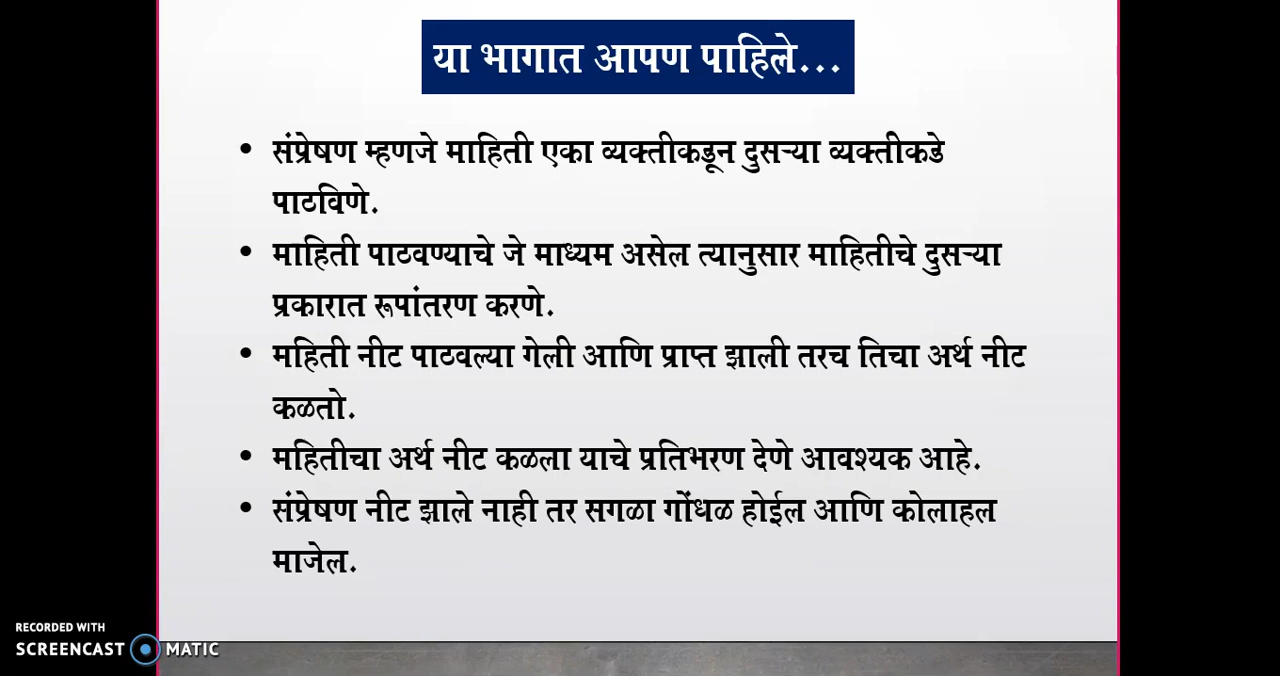 या भागात आपण पाहिले...
• संप्रेषण म्हणजे माहिती एका व्यक्तीकडून दुसऱ्या व्यक्तीकडे
पाठविणे.
• माहिती पाठवण्याचे जे माध्यम असेल त्यानुसार माहितीचे दुसऱ्या
प्रकारात रूपांतरण करणे.
• महिती नीट पाठवल्या गेली आणि प्राप्त झाली तरच तिचा अर्थ नीट
कळतो.
• महितीचा अर्थ नीट कळला याचे प्रतिभरण देणे आवश्यक आहे.
• संप्रेषण नीट झाले नाही तर सगळा गोंधळ होईल आणि कोलाहल
माजेल.
RECORDED WITH
SCREENCAST MATIC